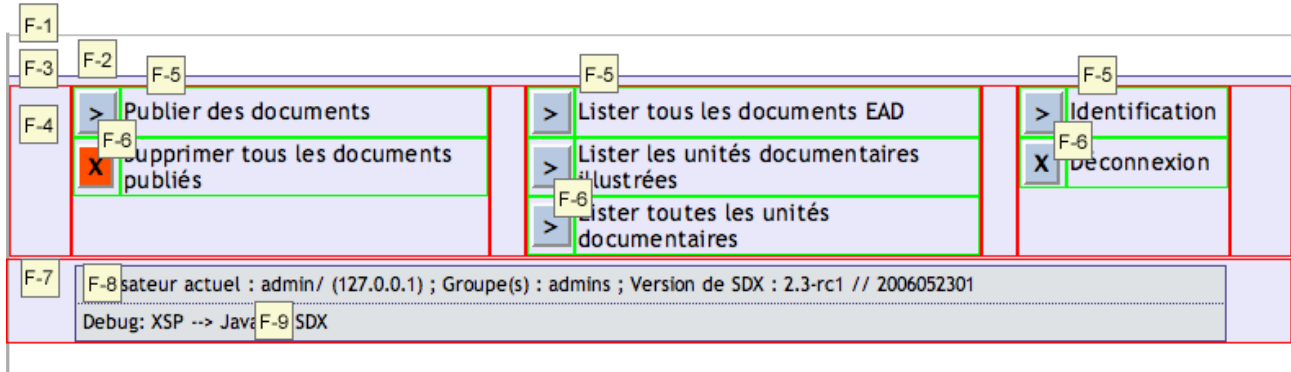 F-1
F-3 F-2 F-5 F-5 F-5
F-4 > Publier des documents > Lister tous les documents EAD > Identification
F-6 F-6
X Supprimer tous les documents publiés
> Lister les unités documentaires illustrées
X Déconnexion
F-6
> Lister toutes les unités documentaires
F-7 F-8 sateur actuel : admin/ (127.0.0.1) ; Groupe(s) : admins ; Version de SDX : 2.3-rc1 // 2006052301
Debug: XSP --> Java F-9 SDX